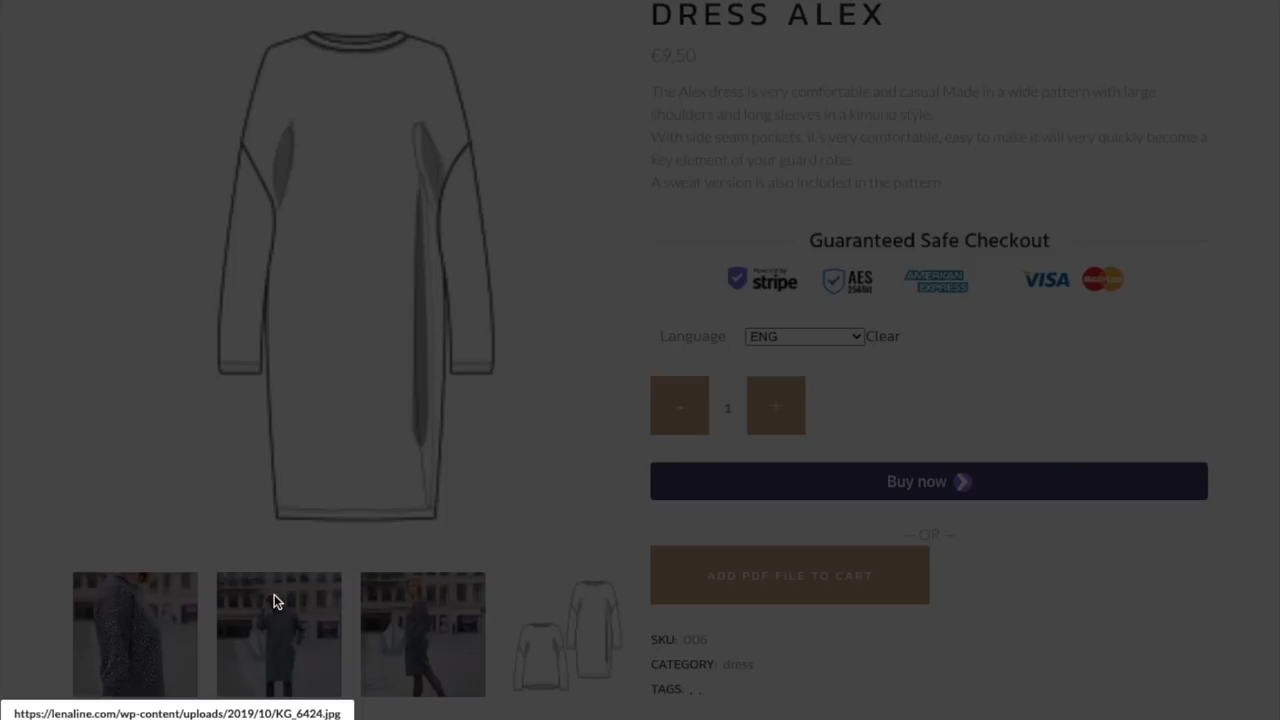 DRESS ALEX
€9,50
The Alex dress is very comfortable and casual Made in a wide pattern with large
shoulders and long sleeves in a kimono style.
With side seam pockets, it's very comfortable, easy to make it will very quickly become a
key element of your guard robe.
A sweat version is also included in the pattern
Guaranteed Safe Checkout
Powered by stripe AES 256Bit AMERICAN EXPRESS VISA MasterCard
Language ENG Clear
- 1 +
Buy now
— OR —
ADD PDF FILE TO CART
SKU: 006
CATEGORY: dress
TAGS: , ,
https://lenaline.com/wp-content/uploads/2019/10/KG_6424.jpg